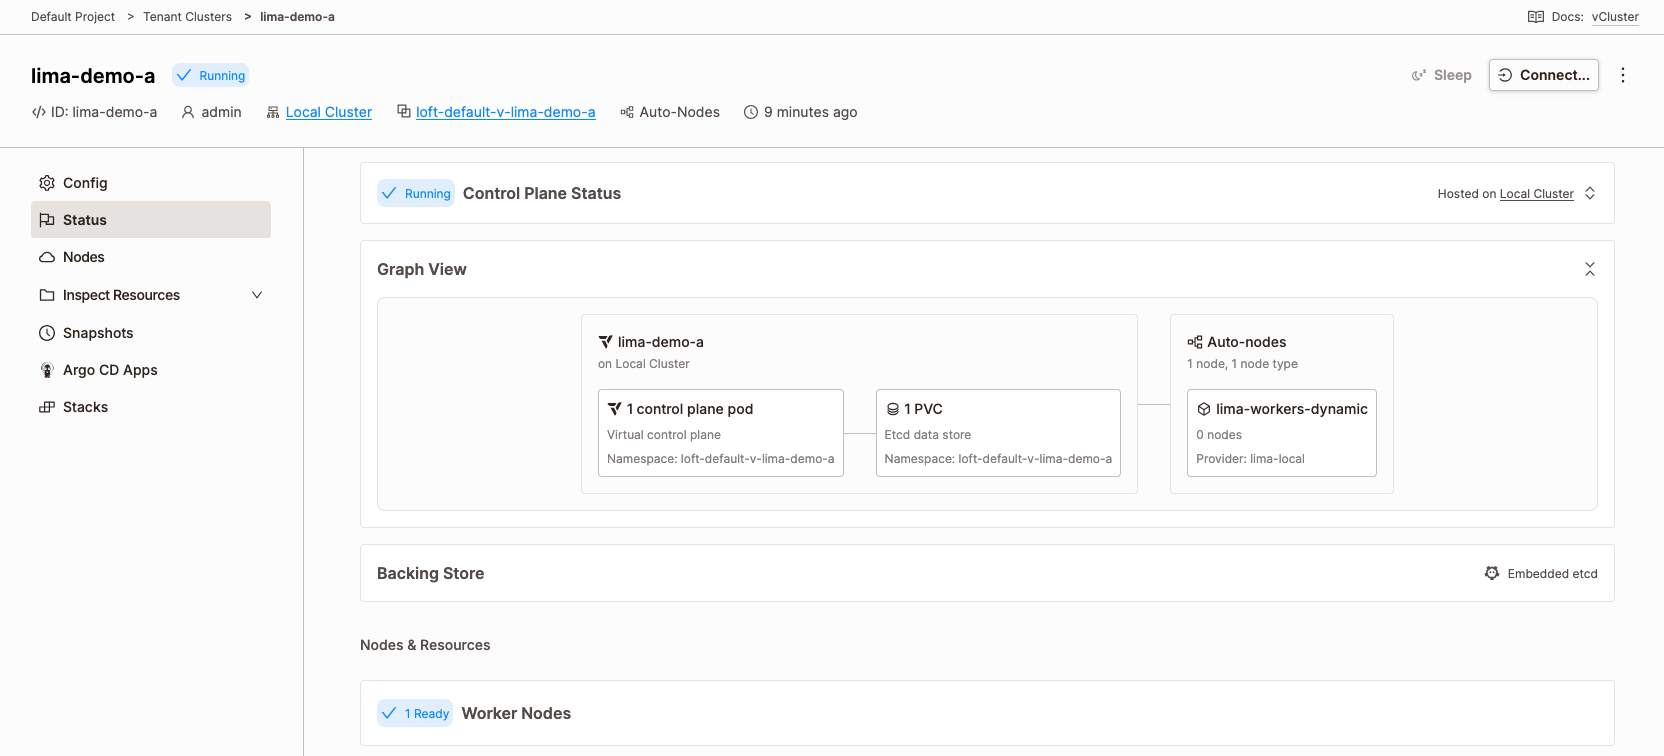 Default Project > Tenant Clusters > lima-demo-a
Docs: vCluster
lima-demo-a
Running
Sleep
Connect...
ID: lima-demo-a
admin
Local Cluster
loft-default-v-lima-demo-a
Auto-Nodes
9 minutes ago
Config
Status
Nodes
Inspect Resources
Snapshots
Argo CD Apps
Stacks
Running
Control Plane Status
Hosted on Local Cluster
Graph View
lima-demo-a
on Local Cluster
1 control plane pod
Virtual control plane
Namespace: loft-default-v-lima-demo-a
1 PVC
Etcd data store
Namespace: loft-default-v-lima-demo-a
Auto-nodes
1 node, 1 node type
lima-workers-dynamic
0 nodes
Provider: lima-local
Backing Store
Embedded etcd
Nodes & Resources
1 Ready
Worker Nodes